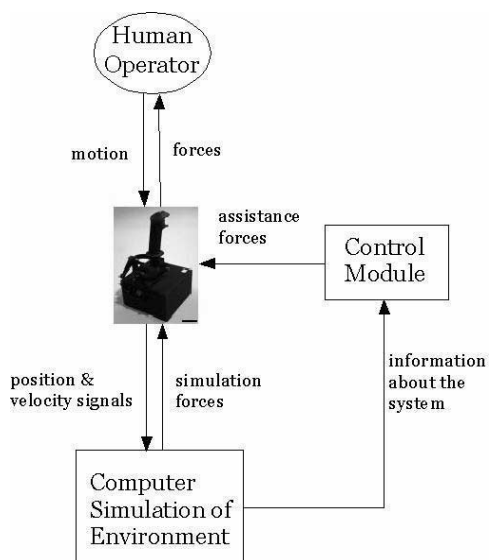 Human
Operator
motion
forces
assistance
forces
Control
Module
position &
velocity signals
simulation
forces
information
about the
system
Computer
Simulation of
Environment